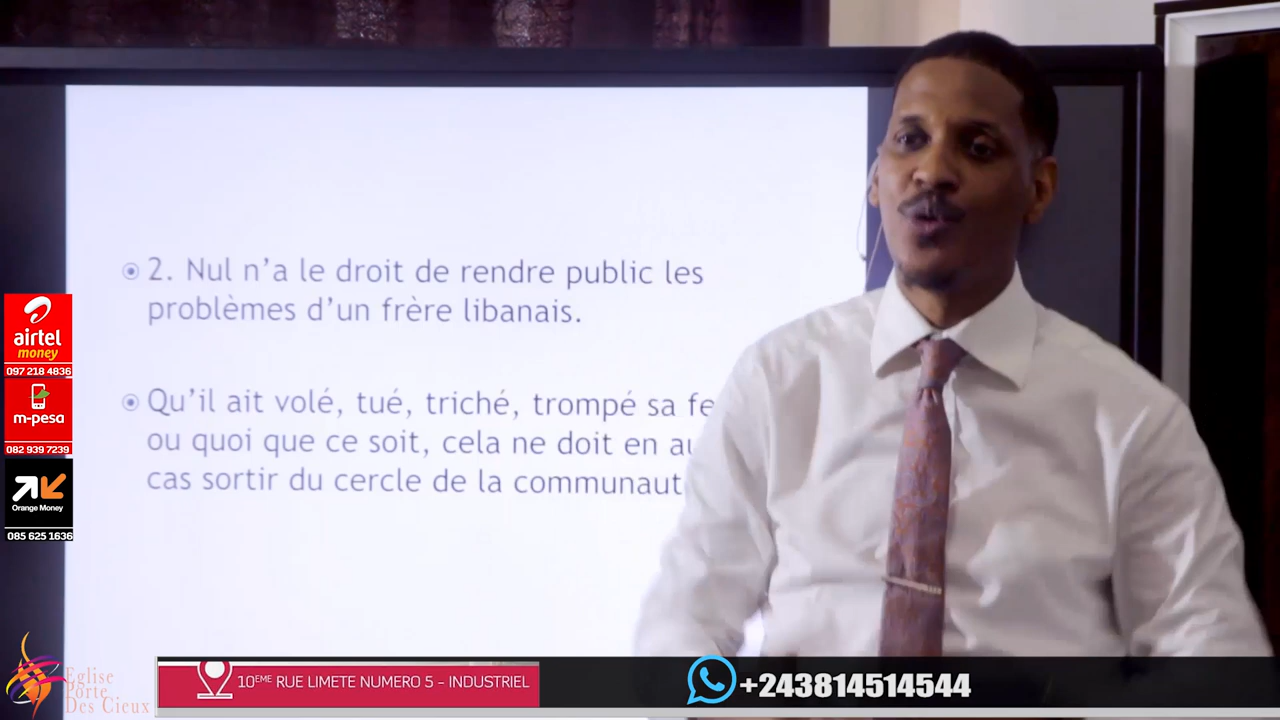 2. Nul n'a le droit de rendre public les
problèmes d'un frère libanais.
Qu'il ait volé, tué, triché, trompé sa
ou quoi que ce soit, cela ne doit en
cas sortir du cercle de la
airtel
money
097 218 4836
m-pesa
082 939 7239
Orange Money
085 625 1636
Eglise
Porte
Des Cieux
10EME RUE LIMETE NUMERO 5 - INDUSTRIEL
+243814514544